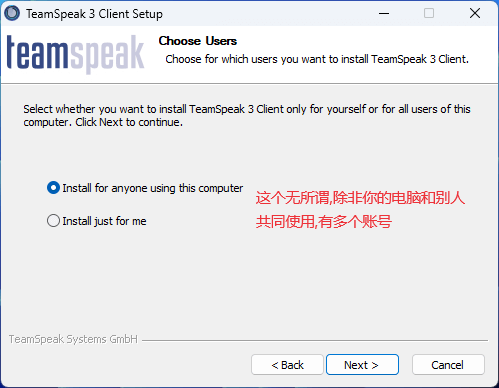 TeamSpeak 3 Client Setup
teamspeak
Choose Users
Choose for which users you want to install TeamSpeak 3 Client.
Select whether you want to install TeamSpeak 3 Client only for yourself or for all users of this
computer. Click Next to continue.
Install for anyone using this computer
这个无所谓,除非你的电脑和别人
共同使用,有多个账号
Install just for me
TeamSpeak Systems GmbH
< Back
Next >
Cancel